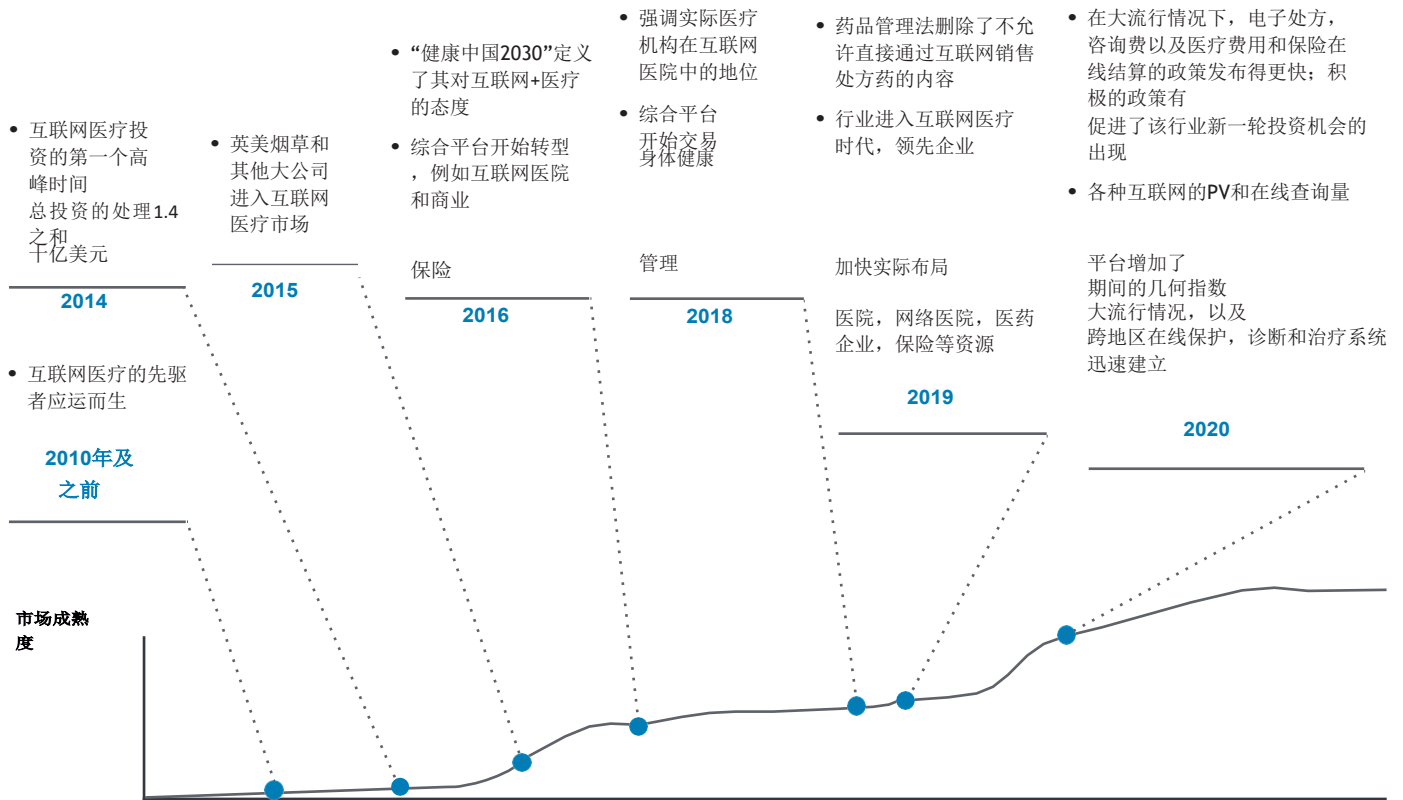 • 互联网医疗投
资的第一个高
峰时间
总投资的处理1.4
之和
十亿美元
2014
• 互联网医疗的先驱
者应运而生
2010年及
之前
• 英美烟草和
其他大公司
进入互联网
医疗市场
2015
• “健康中国2030”定义
了其对互联网+医疗
的态度
• 综合平台开始转型
，例如互联网医院
和商业
保险
2016
• 强调实际医疗
机构在互联网
医院中的地位
• 综合平台
开始交易
身体健康
管理
2018
• 药品管理法删除了不允
许直接通过互联网销售
处方药的内容
• 行业进入互联网医疗
时代，领先企业
加快实际布局
医院，网络医院，医药
企业，保险等资源
2019
• 在大流行情况下，电子处方，
咨询费以及医疗费用和保险在
线结算的政策发布得更快；积
极的政策有
促进了该行业新一轮投资机会的
出现
• 各种互联网的PV和在线查询量
平台增加了
期间的几何指数
大流行情况，以及
跨地区在线保护，诊断和治疗系统
迅速建立
2020
市场成熟
度